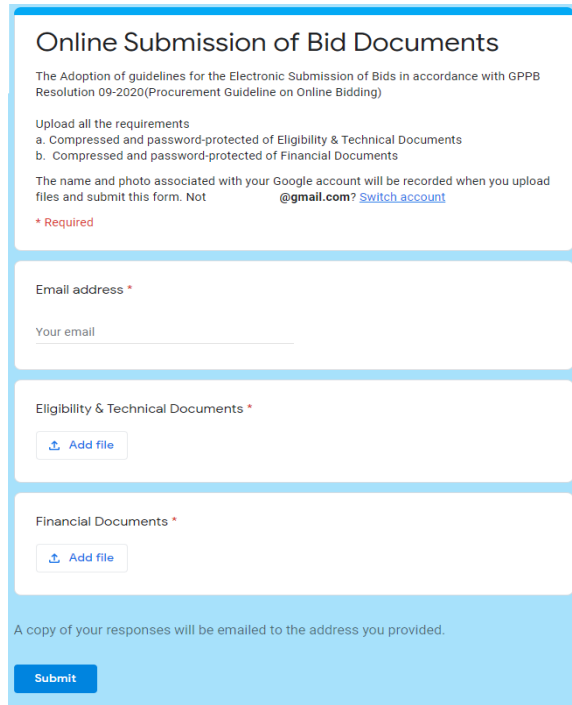 Online Submission of Bid Documents
The Adoption of guidelines for the Electronic Submission of Bids in accordance with GPPB
Resolution 09-2020(Procurement Guideline on Online Bidding)
Upload all the requirements
a. Compressed and password-protected of Eligibility & Technical Documents
b. Compressed and password-protected of Financial Documents
The name and photo associated with your Google account will be recorded when you upload
files and submit this form. Not @gmail.com? Switch account
* Required
Email address *
Your email
Eligibility & Technical Documents *
Add file
Financial Documents *
Add file
A copy of your responses will be emailed to the address you provided.
Submit